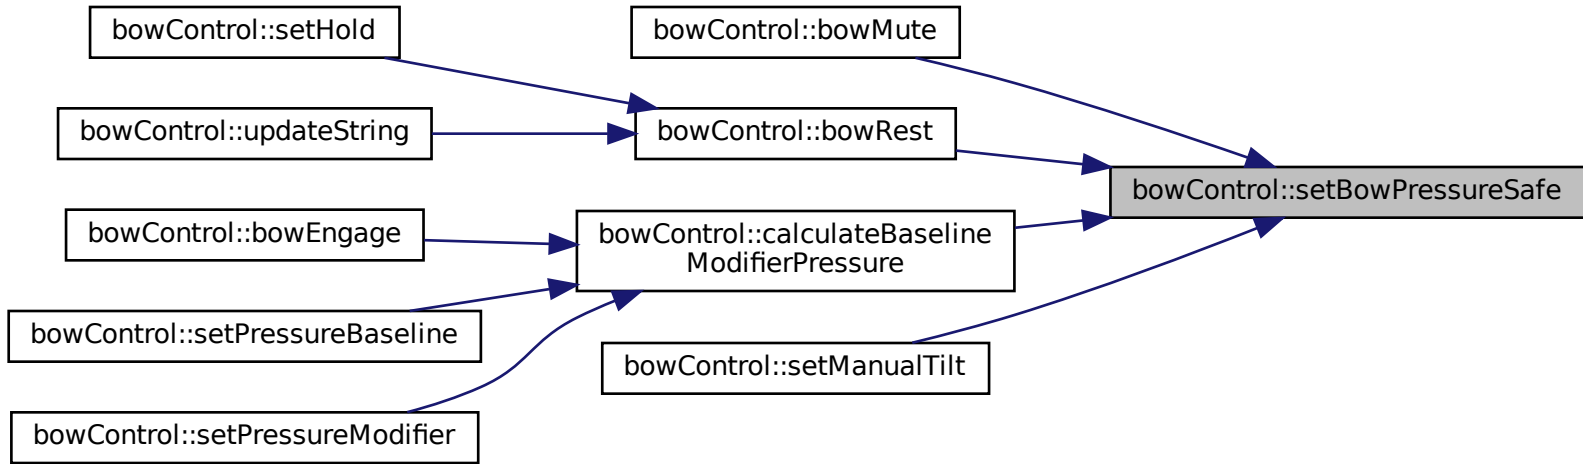 bowControl::setHold
bowControl::bowMute
bowControl::updateString
bowControl::bowRest
bowControl::setBowPressureSafe
bowControl::bowEngage
bowControl::calculateBaseline
ModifierPressure
bowControl::setPressureBaseline
bowControl::setManualTilt
bowControl::setPressureModifier